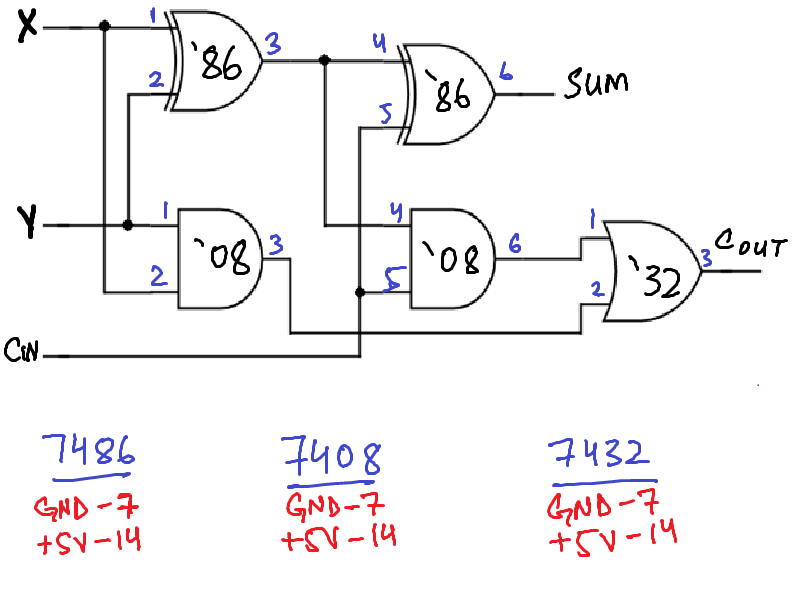 X 1 '86 3 4 '86 6 SUM
2 5
Y 1 '08 3 4 '08 6 1 '32 3 COUT
2 5 2
CIN
7486 7408 7432
GND-7 GND-7 GND-7
+5V-14 +5V-14 +5V-14